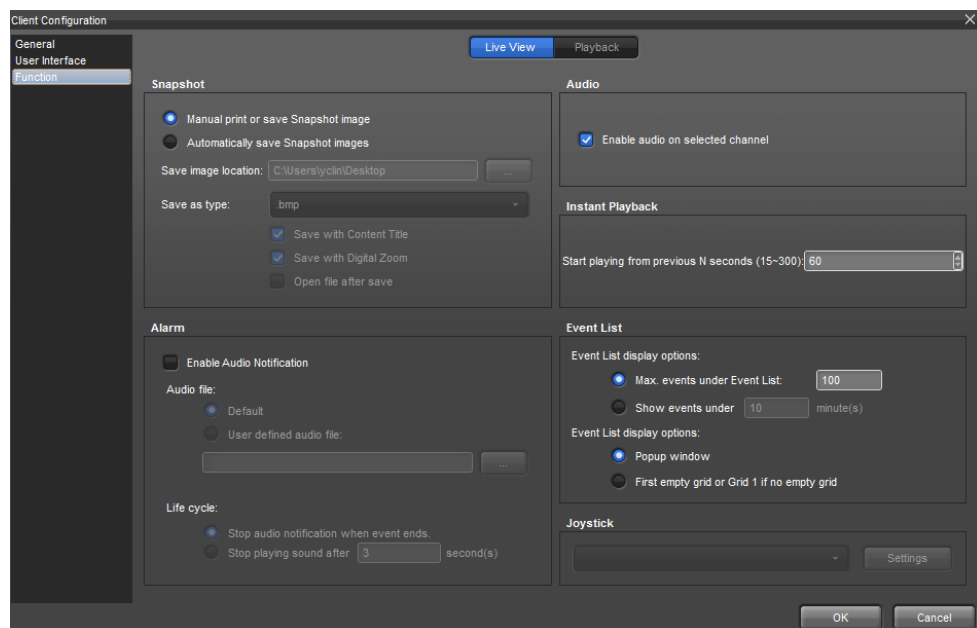 Client Configuration
General
User Interface
Function
Live View
Playback
Snapshot
Manual print or save Snapshot image
Automatically save Snapshot images
Save image location: C:\Users\yclin\Desktop ...
Save as type: .bmp
Save with Content Title
Save with Digital Zoom
Open file after save
Alarm
Enable Audio Notification
Audio file:
Default
User defined audio file:
...
Life cycle:
Stop audio notification when event ends.
Stop playing sound after 3 second(s)
Audio
Enable audio on selected channel
Instant Playback
Start playing from previous N seconds (15~300): 60
Event List
Event List display options:
Max. events under Event List: 100
Show events under 10 minute(s)
Event List display options:
Popup window
First empty grid or Grid 1 if no empty grid
Joystick
Settings
OK
Cancel